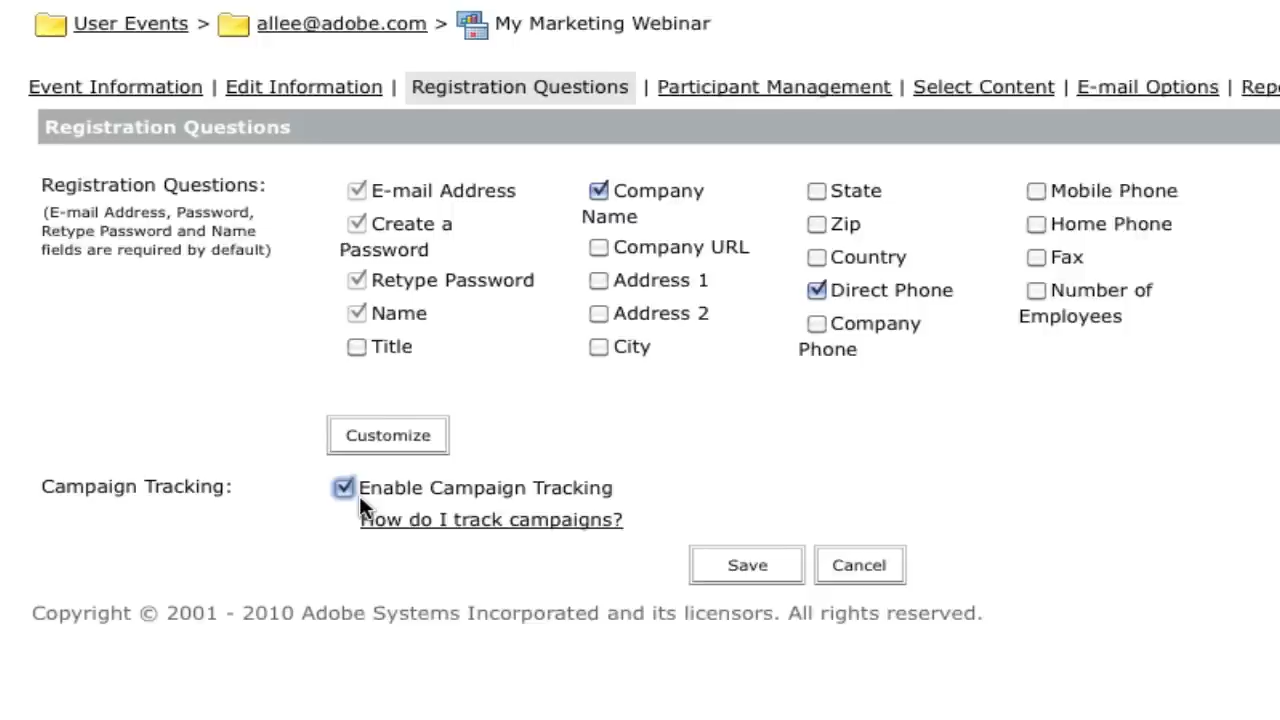 User Events > allee@adobe.com > My Marketing Webinar
Event Information | Edit Information | Registration Questions | Participant Management | Select Content | E-mail Options | Repo
Registration Questions
Registration Questions:
(E-mail Address, Password,
Retype Password and Name
fields are required by default)
E-mail Address
Create a
Password
Retype Password
Name
Title
Company
Name
Company URL
Address 1
Address 2
City
State
Zip
Country
Direct Phone
Company
Phone
Mobile Phone
Home Phone
Fax
Number of
Employees
Customize
Campaign Tracking:
Enable Campaign Tracking
How do I track campaigns?
Save
Cancel
Copyright © 2001 - 2010 Adobe Systems Incorporated and its licensors. All rights reserved.